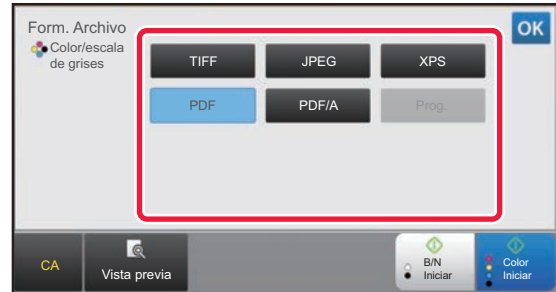 Form. Archivo
OK
Color/escala
de grises
TIFF
JPEG
XPS
PDF
PDF/A
Prog.
CA
Vista previa
B/N
Iniciar
Color
Iniciar